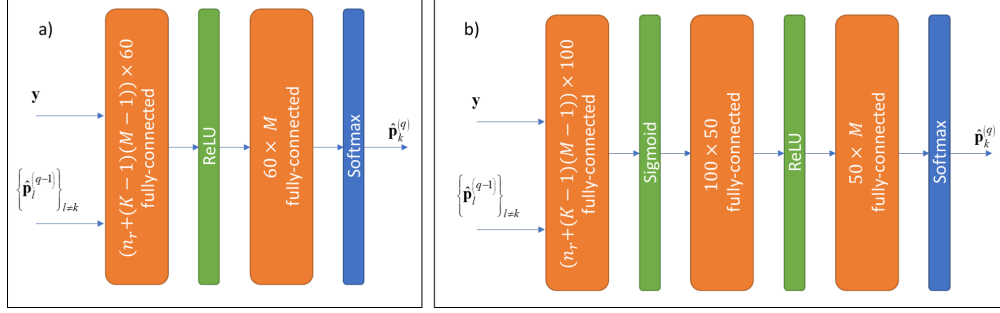 a)
y
{p̂_l^(q-1)}_{l≠k}
(n_r+(K − 1)(M − 1)) × 60
fully-connected
ReLU
60 × M
fully-connected
Softmax
p̂_k^(q)
b)
y
{p̂_l^(q-1)}_{l≠k}
(n_r+(K − 1)(M − 1)) × 100
fully-connected
Sigmoid
100 × 50
fully-connected
ReLU
50 × M
fully-connected
Softmax
p̂_k^(q)